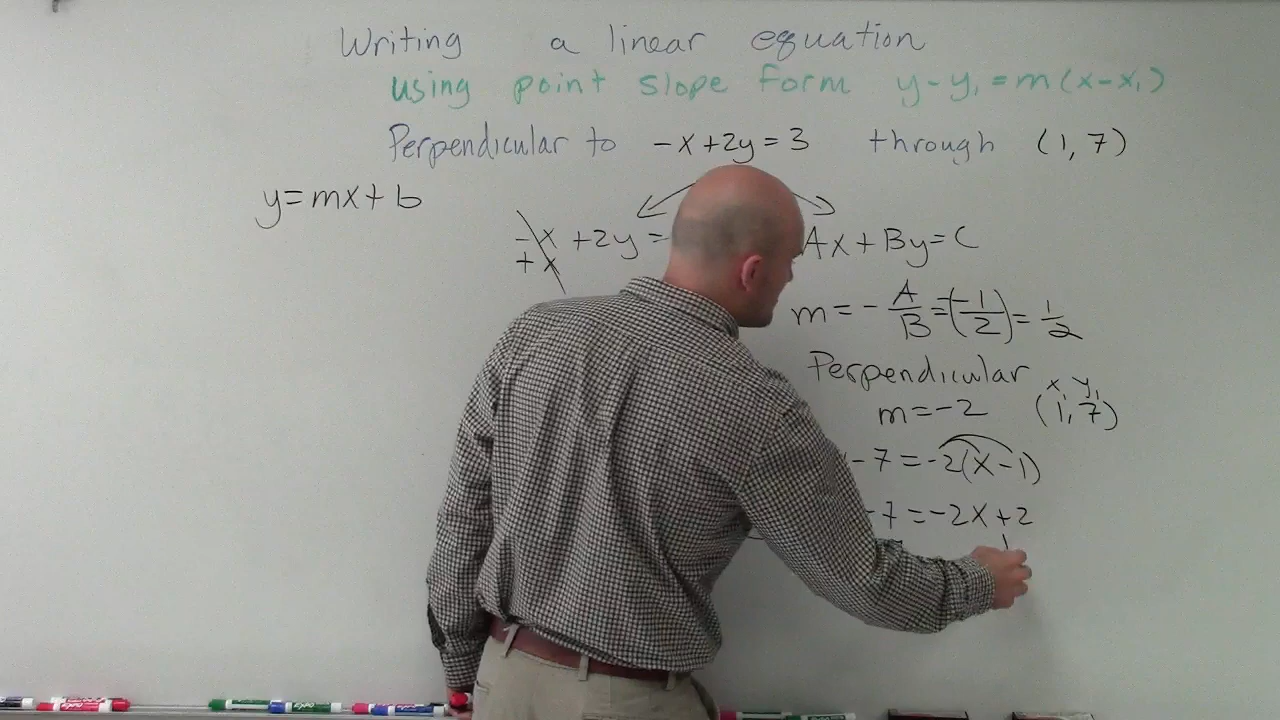 Writing a linear equation
using point slope form y-y₁=m(x-x₁)
Perpendicular to -x+2y=3 through (1,7)
y=mx+b
-x+2y=
+x
Ax+By=C
m=-A/B=-(-1/2)=1/2
Perpendicular
x₁ y₁
m=-2 (1,7)
-7=-2(x-1)
-7=-2x+2